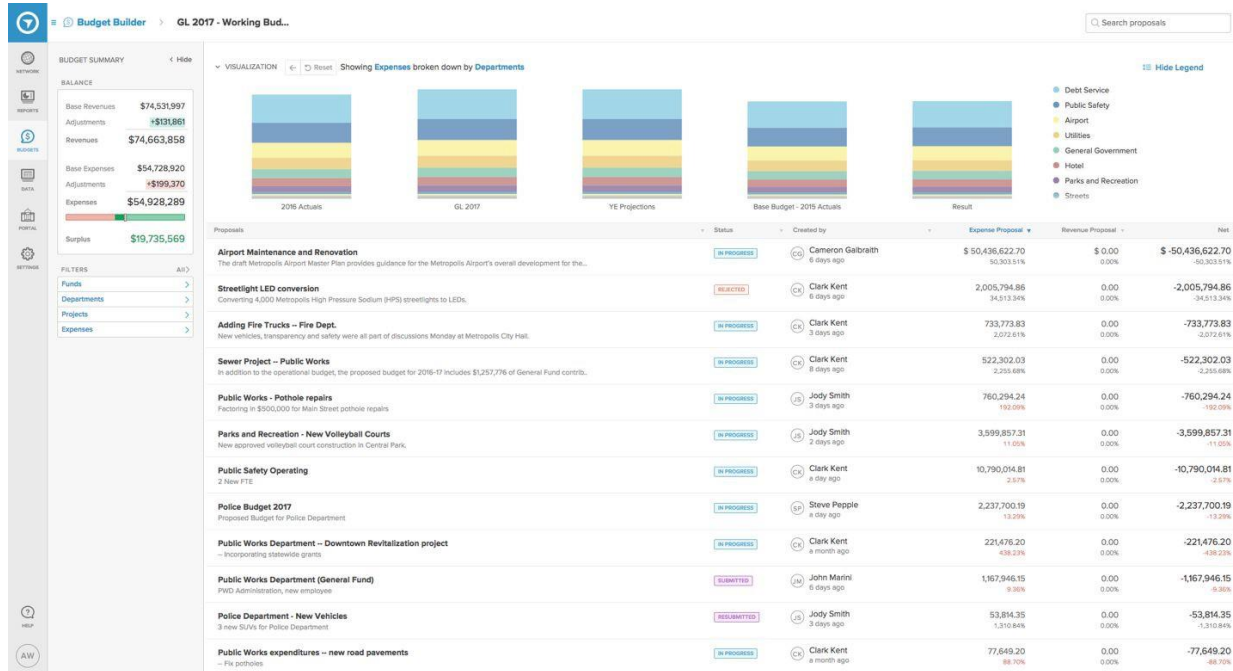 Budget Builder > GL 2017 - Working Bud...
Search proposals
NETWORK
REPORTS
BUDGETS
DATA
PORTAL
SETTINGS
HELP
AW
BUDGET SUMMARY < Hide
BALANCE
Base Revenues $74,531,997
Adjustments +$131,861
Revenues $74,663,858
Base Expenses $54,728,920
Adjustments +$199,370
Expenses $54,928,289
Surplus $19,735,569
FILTERS All
Funds
Departments
Projects
Expenses
VISUALIZATION Reset Showing Expenses broken down by Departments
Hide Legend
Debt Service
Public Safety
Airport
Utilities
General Government
Hotel
Parks and Recreation
Streets
2016 Actuals GL 2017 YE Projections Base Budget - 2015 Actuals Result
Proposals Status Created by Expense Proposal Revenue Proposal Net
Airport Maintenance and Renovation IN PROGRESS CG Cameron Galbraith $ 50,436,622.70 $ 0.00 $ -50,436,622.70
The draft Metropolis Airport Master Plan provides guidance for the Metropolis Airport's overall development for the... 6 days ago 50,303.51% 0.00% -50,303.51%
Streetlight LED conversion REJECTED CK Clark Kent 2,005,794.86 0.00 -2,005,794.86
Converting 4,000 Metropolis High Pressure Sodium (HPS) streetlights to LEDs. 6 days ago 34,513.34% 0.00% -34,513.34%
Adding Fire Trucks -- Fire Dept. IN PROGRESS CK Clark Kent 733,773.83 0.00 -733,773.83
New vehicles, transparency and safety were all part of discussions Monday at Metropolis City Hall. 3 days ago 2,072.61% 0.00% -2,072.61%
Sewer Project -- Public Works IN PROGRESS CK Clark Kent 522,302.03 0.00 -522,302.03
In addition to the operational budget, the proposed budget for 2016-17 includes $1,257,776 of General Fund contrib.. 8 days ago 2,255.68% 0.00% -2,255.68%
Public Works - Pothole repairs IN PROGRESS JS Jody Smith 760,294.24 0.00 -760,294.24
Factoring in $500,000 for Main Street pothole repairs 3 days ago 192.09% 0.00% -192.09%
Parks and Recreation - New Volleyball Courts IN PROGRESS JS Jody Smith 3,599,857.31 0.00 -3,599,857.31
New approved volleyball court construction in Central Park. 2 days ago 11.05% 0.00% -11.05%
Public Safety Operating IN PROGRESS CK Clark Kent 10,790,014.81 0.00 -10,790,014.81
2 New FTE a day ago 2.57% 0.00% -2.57%
Police Budget 2017 IN PROGRESS SP Steve Pepple 2,237,700.19 0.00 -2,237,700.19
Proposed Budget for Police Department a day ago 13.29% 0.00% -13.29%
Public Works Department -- Downtown Revitalization project IN PROGRESS CK Clark Kent 221,476.20 0.00 -221,476.20
-- Incorporating statewide grants a month ago 438.23% 0.00% -438.23%
Public Works Department (General Fund) SUBMITTED JM John Marini 1,167,946.15 0.00 -1,167,946.15
PWD Administration, new employee 6 days ago 9.36% 0.00% -9.36%
Police Department - New Vehicles RESUBMITTED JS Jody Smith 53,814.35 0.00 -53,814.35
3 new SUVs for Police Department 3 days ago 1,310.84% 0.00% -1,310.84%
Public Works expenditures -- new road pavements IN PROGRESS CK Clark Kent 77,649.20 0.00 -77,649.20
-- Fix potholes a month ago 88.70% 0.00% -88.70%